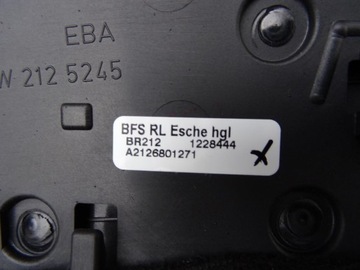 EBA
W 212 5245
BFS RL Esche hgl
BR212 1228444
A2126801271